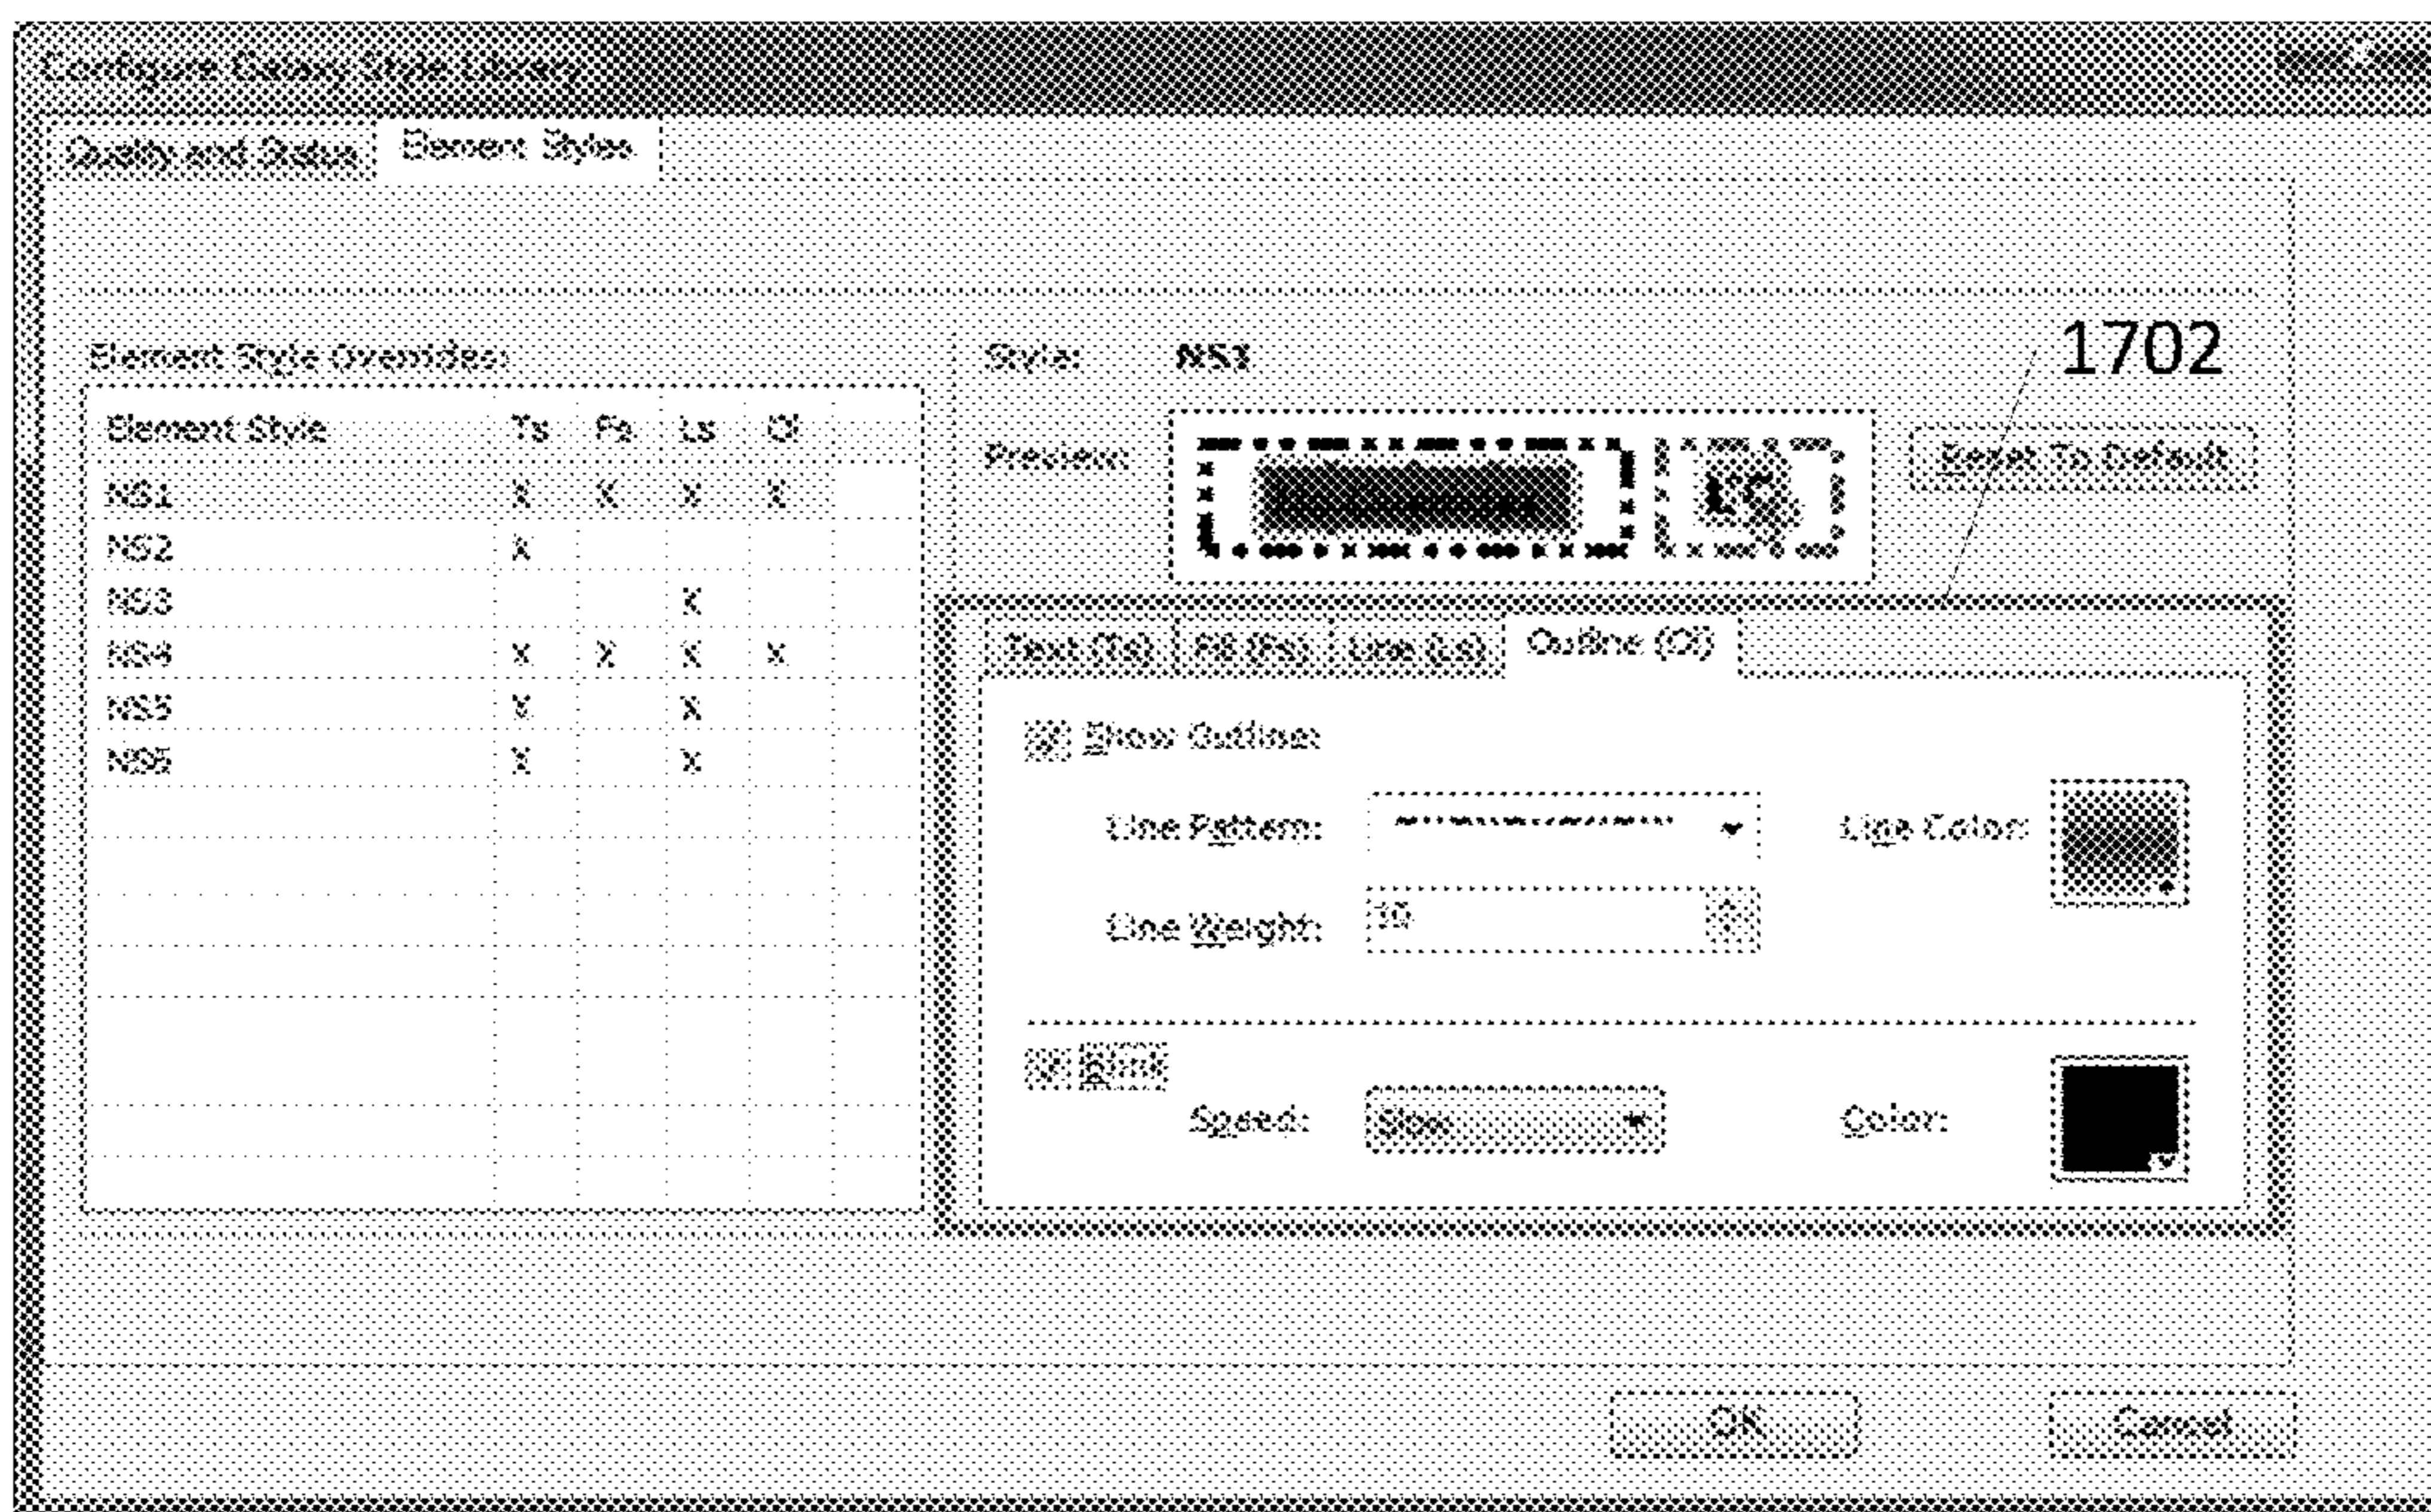 Configure Galaxy Style Library
Quality and Status Element Styles
Element Style Overrides:
Element Style Ts Fs Ls Ol
NS1 X X X X
NS2 X
NS3 X
NS4 X X X X
NS5 X X
NS6 X X
Style: NS1
1702
Preview:
Reset To Default
Text (Ts) Fill (Fs) Line (Ls) Outline (Ol)
Show Outline:
Line Pattern:
Line Color:
Line Weight: 10
Blink
Speed: Slow
Color:
OK Cancel